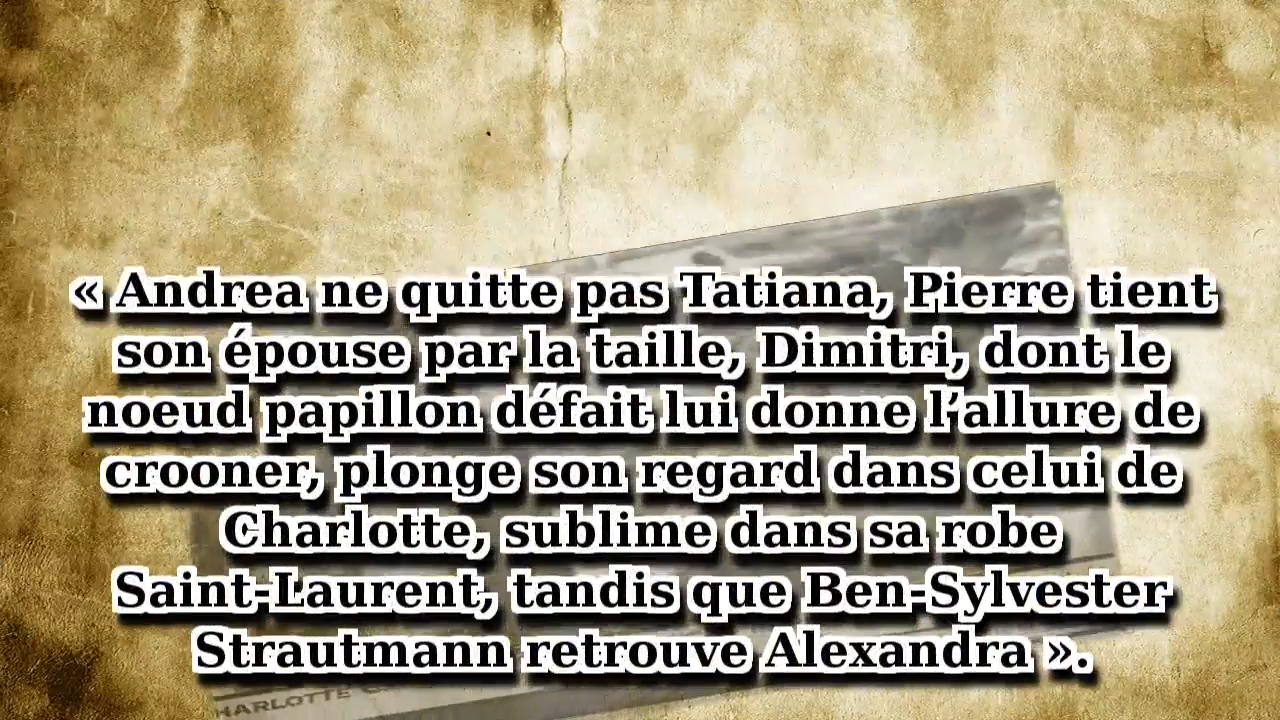 « Andrea ne quitte pas Tatiana, Pierre tient
son épouse par la taille, Dimitri, dont le
noeud papillon défait lui donne l’allure de
crooner, plonge son regard dans celui de
Charlotte, sublime dans sa robe
Saint-Laurent, tandis que Ben-Sylvester
Strautmann retrouve Alexandra ».